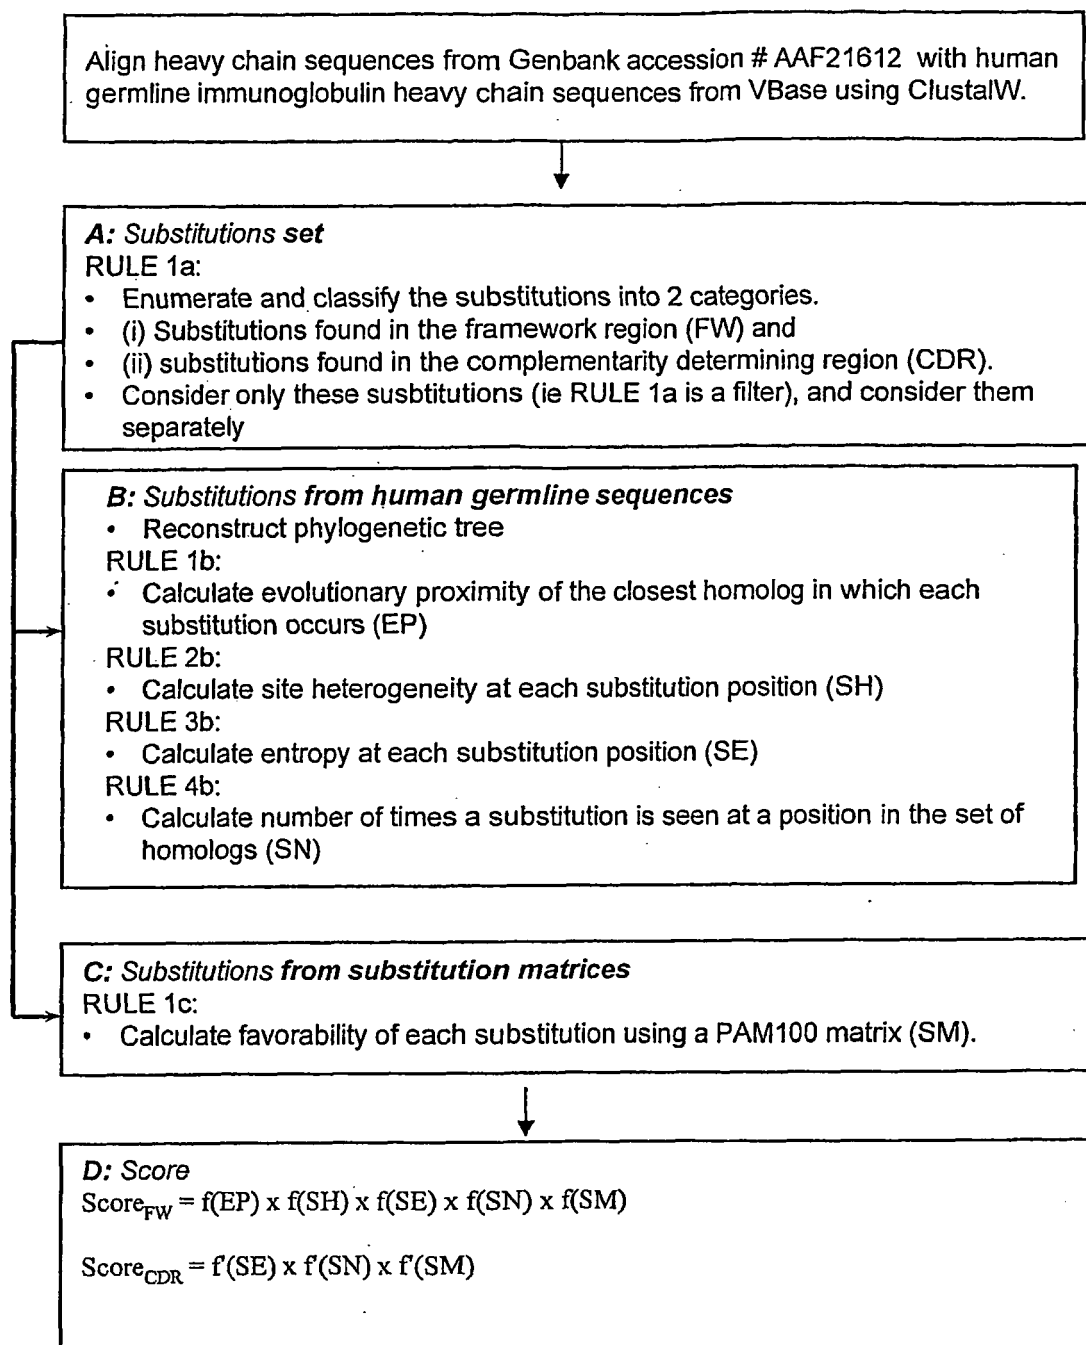 Align heavy chain sequences from Genbank accession # AAF21612 with human
germline immunoglobulin heavy chain sequences from VBase using ClustalW.
A: Substitutions set
RULE 1a:
• Enumerate and classify the substitutions into 2 categories.
• (i) Substitutions found in the framework region (FW) and
• (ii) substitutions found in the complementarity determining region (CDR).
• Consider only these susbtitutions (ie RULE 1a is a filter), and consider them
separately
B: Substitutions from human germline sequences
• Reconstruct phylogenetic tree
RULE 1b:
• Calculate evolutionary proximity of the closest homolog in which each
substitution occurs (EP)
RULE 2b:
• Calculate site heterogeneity at each substitution position (SH)
RULE 3b:
• Calculate entropy at each substitution position (SE)
RULE 4b:
• Calculate number of times a substitution is seen at a position in the set of
homologs (SN)
C: Substitutions from substitution matrices
RULE 1c:
• Calculate favorability of each substitution using a PAM100 matrix (SM).
D: Score
Score_FW = f(EP) x f(SH) x f(SE) x f(SN) x f(SM)
Score_CDR = f'(SE) x f'(SN) x f'(SM)